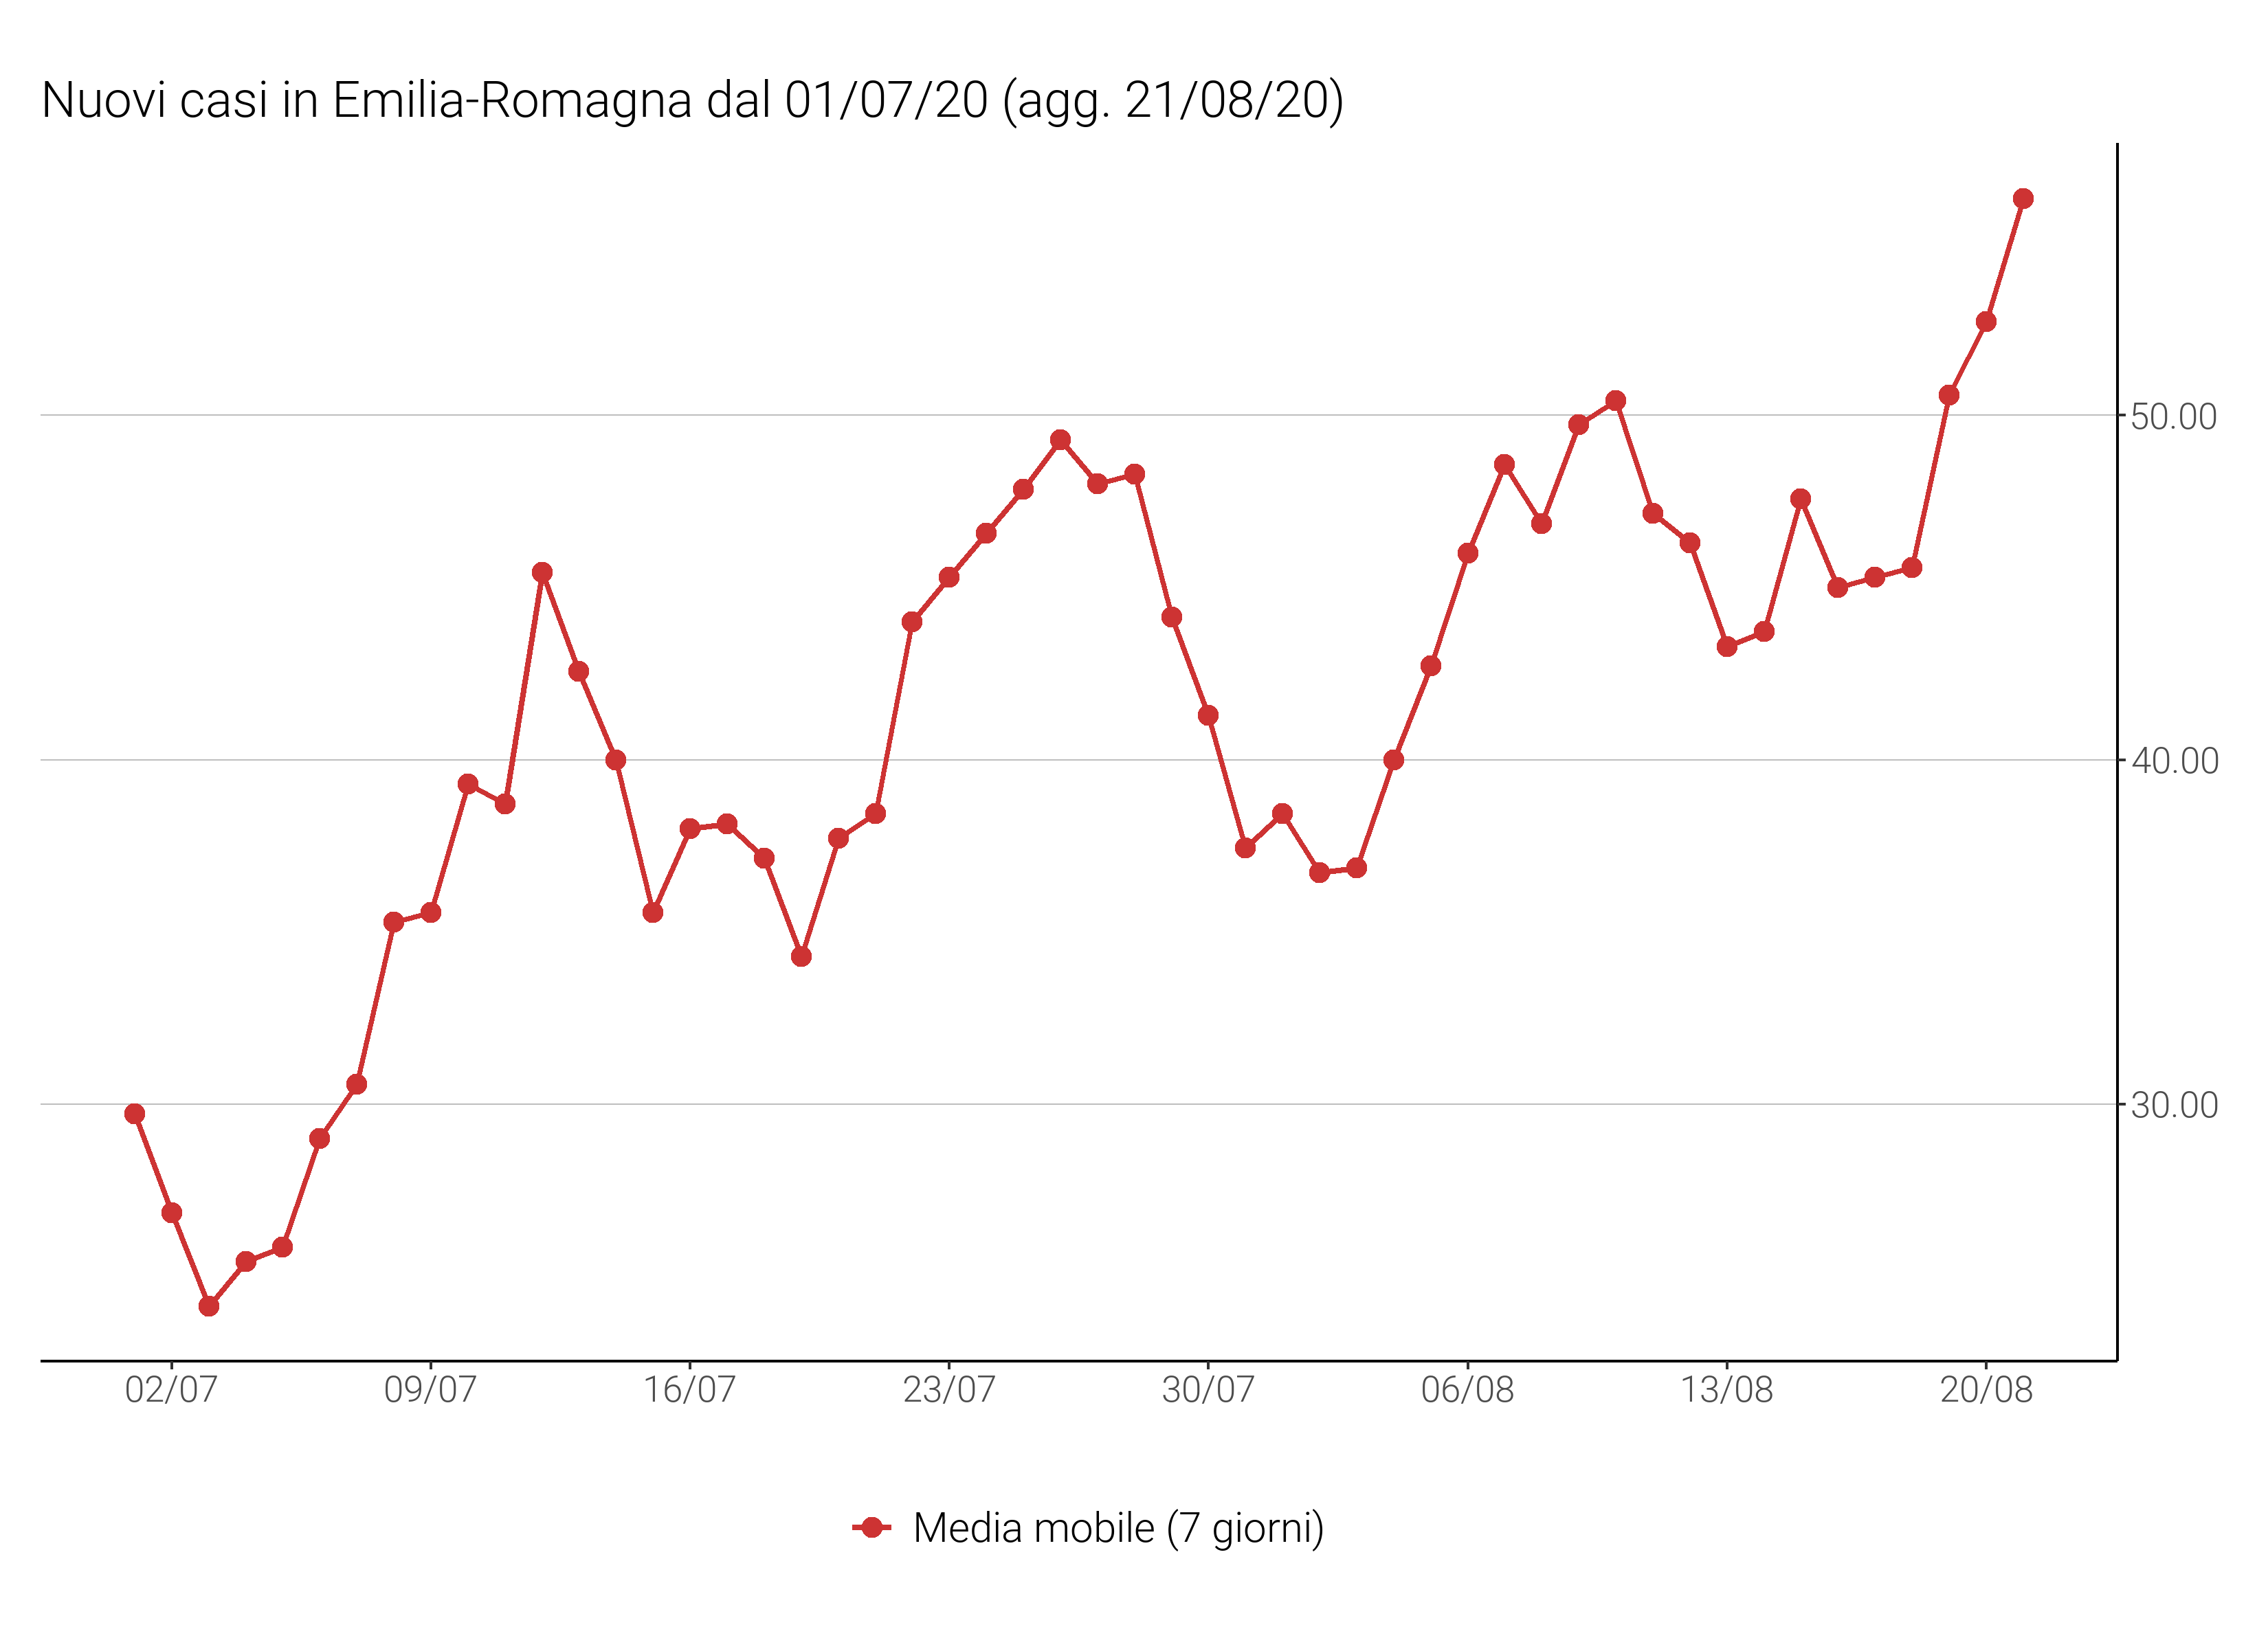 Nuovi casi in Emilia-Romagna dal 01/07/20 (agg. 21/08/20)
50.00
40.00
30.00
02/07 09/07 16/07 23/07 30/07 06/08 13/08 20/08
Media mobile (7 giorni)